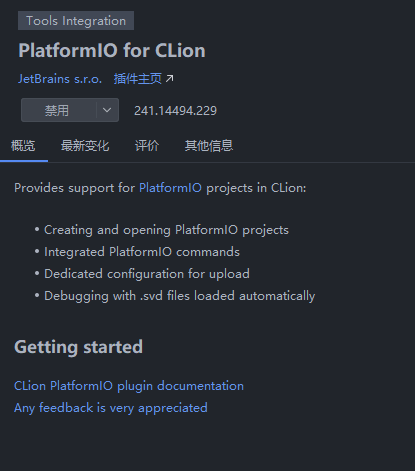 Tools Integration
PlatformIO for CLion
JetBrains s.r.o. 插件主页
禁用 241.14494.229
概览 最新变化 评价 其他信息
Provides support for PlatformIO projects in CLion:
• Creating and opening PlatformIO projects
• Integrated PlatformIO commands
• Dedicated configuration for upload
• Debugging with .svd files loaded automatically
Getting started
CLion PlatformIO plugin documentation
Any feedback is very appreciated